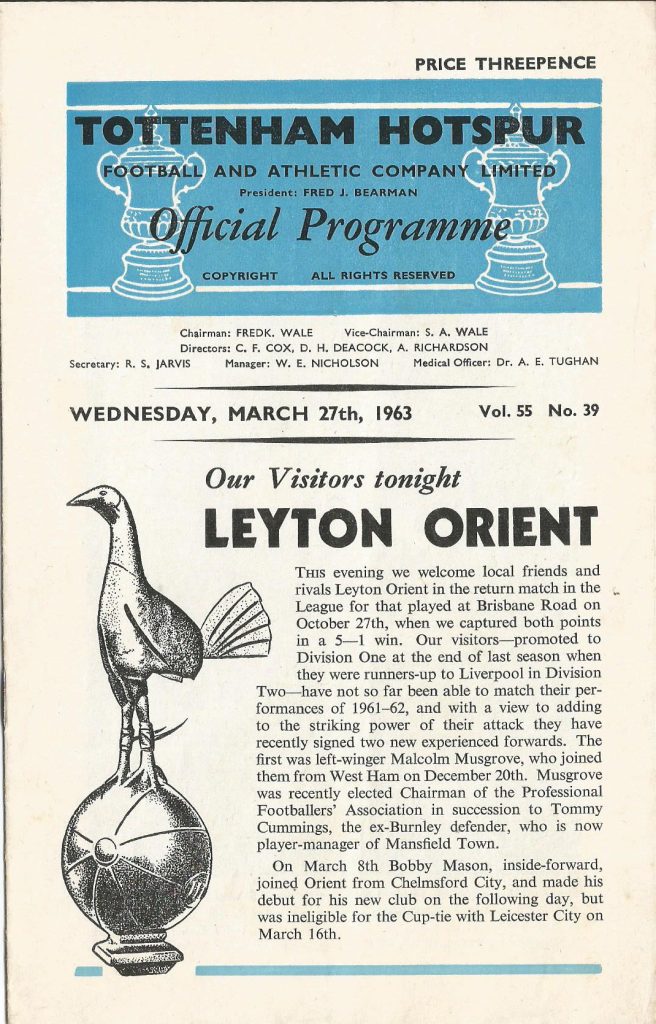 PRICE THREEPENCE
TOTTENHAM HOTSPUR
FOOTBALL AND ATHLETIC COMPANY LIMITED
President: FRED J. BEARMAN
Official Programme
COPYRIGHT ALL RIGHTS RESERVED
Chairman: FREDK. WALE Vice-Chairman: S. A. WALE
Directors: C. F. COX, D. H. DEACOCK, A. RICHARDSON
Secretary: R. S. JARVIS Manager: W. E. NICHOLSON Medical Officer: Dr. A. E. TUGHAN
WEDNESDAY, MARCH 27th, 1963 Vol. 55 No. 39
Our Visitors tonight
LEYTON ORIENT
THIS evening we welcome local friends and
rivals Leyton Orient in the return match in the
League for that played at Brisbane Road on
October 27th, when we captured both points
in a 5—1 win. Our visitors—promoted to
Division One at the end of last season when
they were runners-up to Liverpool in Division
Two—have not so far been able to match their per-
formances of 1961–62, and with a view to adding
to the striking power of their attack they have
recently signed two new experienced forwards. The
first was left-winger Malcolm Musgrove, who joined
them from West Ham on December 20th. Musgrove
was recently elected Chairman of the Professional
Footballers' Association in succession to Tommy
Cummings, the ex-Burnley defender, who is now
player-manager of Mansfield Town.
On March 8th Bobby Mason, inside-forward,
joined Orient from Chelmsford City, and made his
debut for his new club on the following day, but
was ineligible for the Cup-tie with Leicester City on
March 16th.